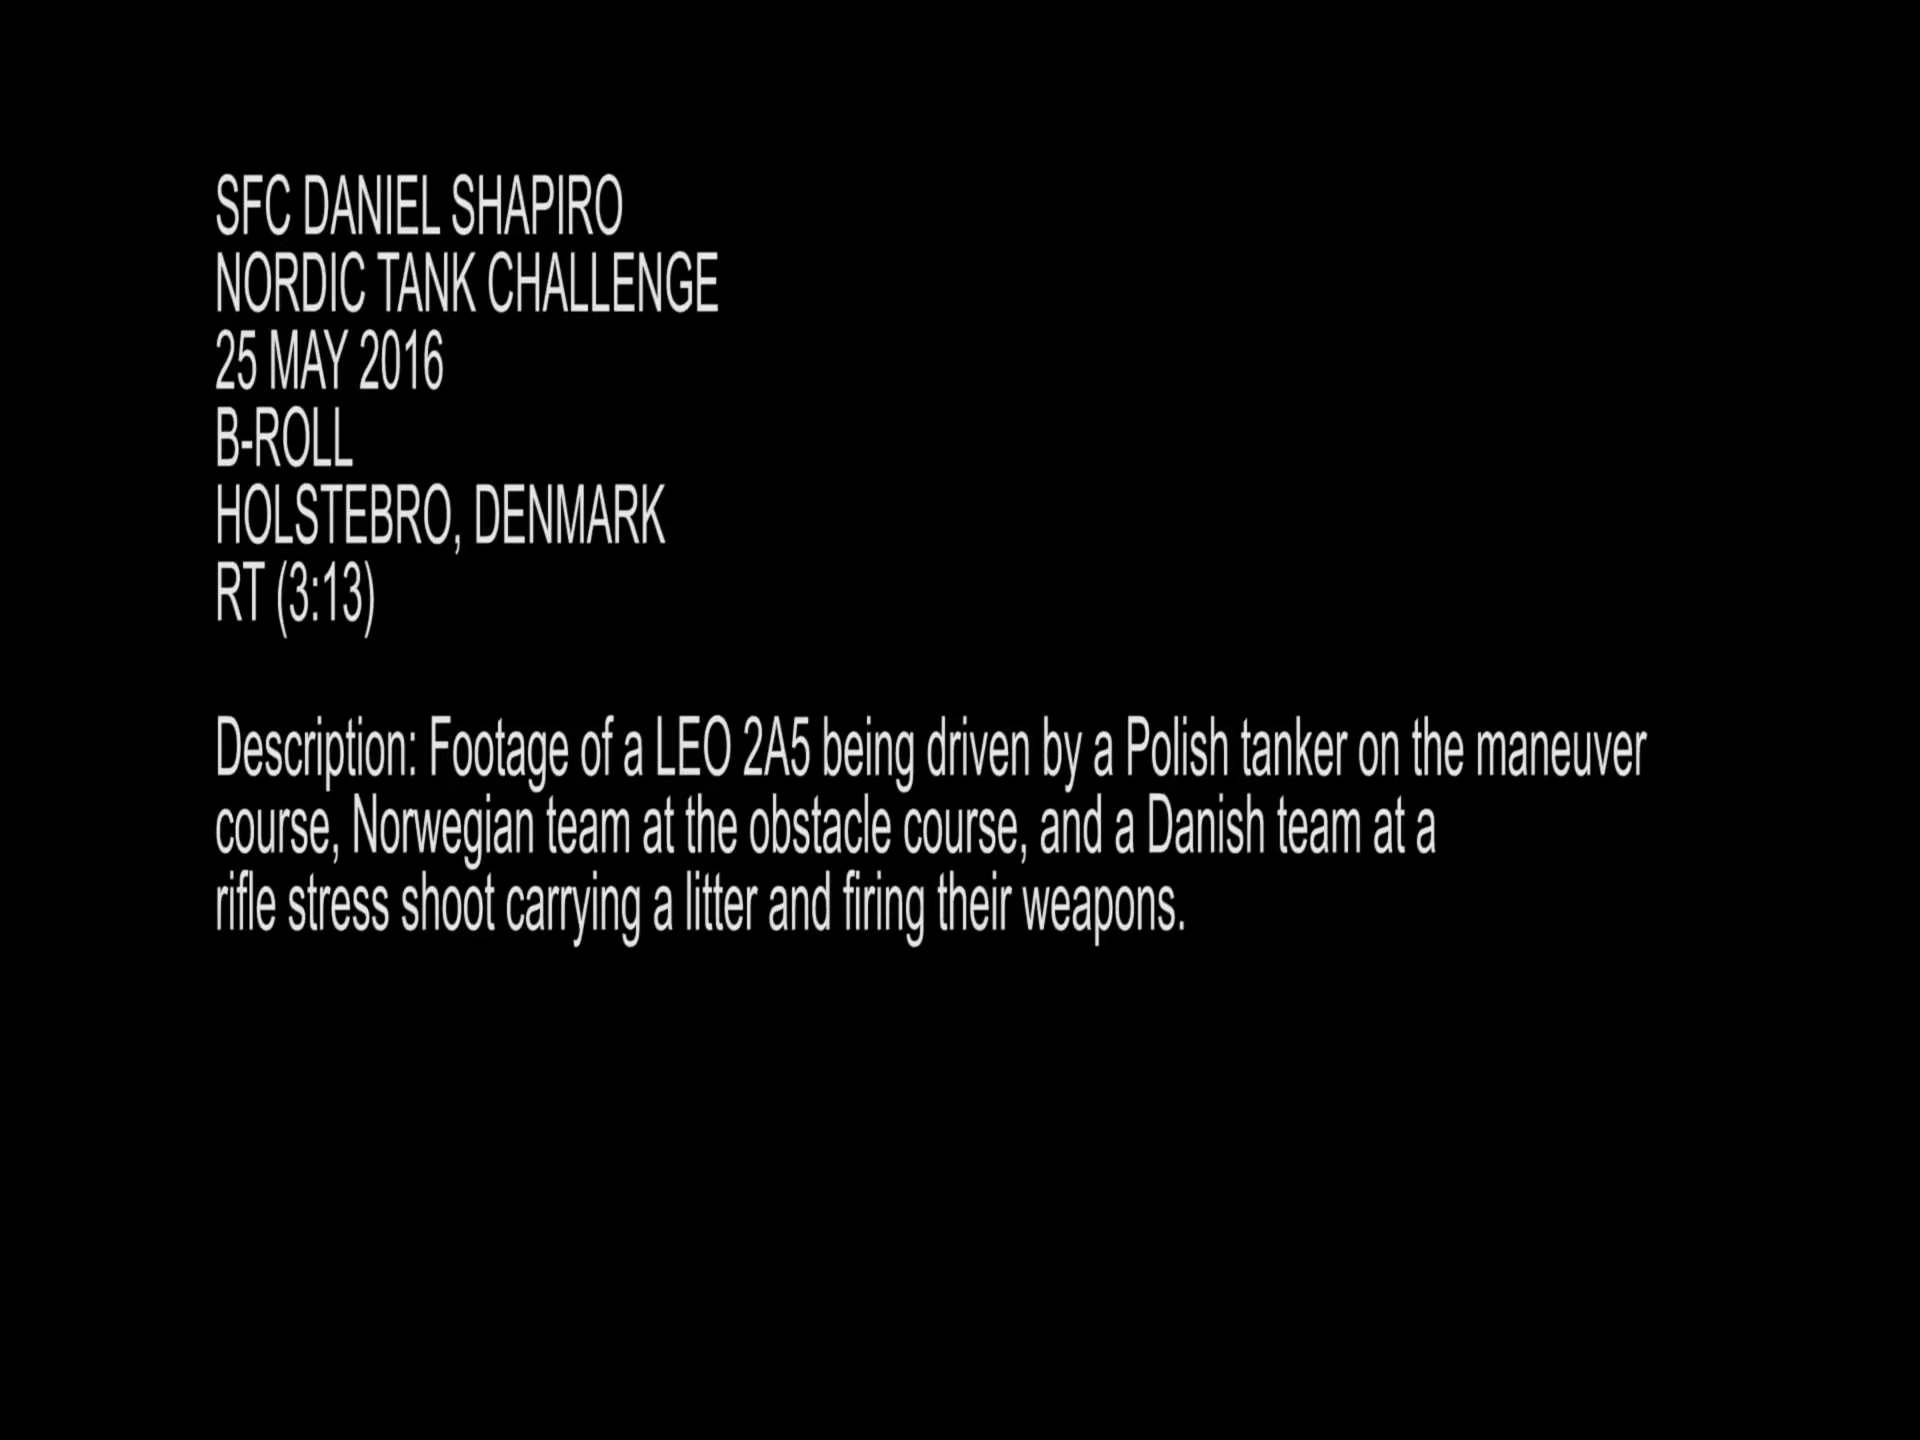 SFC DANIEL SHAPIRO
NORDIC TANK CHALLENGE
25 MAY 2016
B-ROLL
HOLSTEBRO, DENMARK
RT (3:13)
Description: Footage of a LEO 2A5 being driven by a Polish tanker on the maneuver
course, Norwegian team at the obstacle course, and a Danish team at a
rifle stress shoot carrying a litter and firing their weapons.